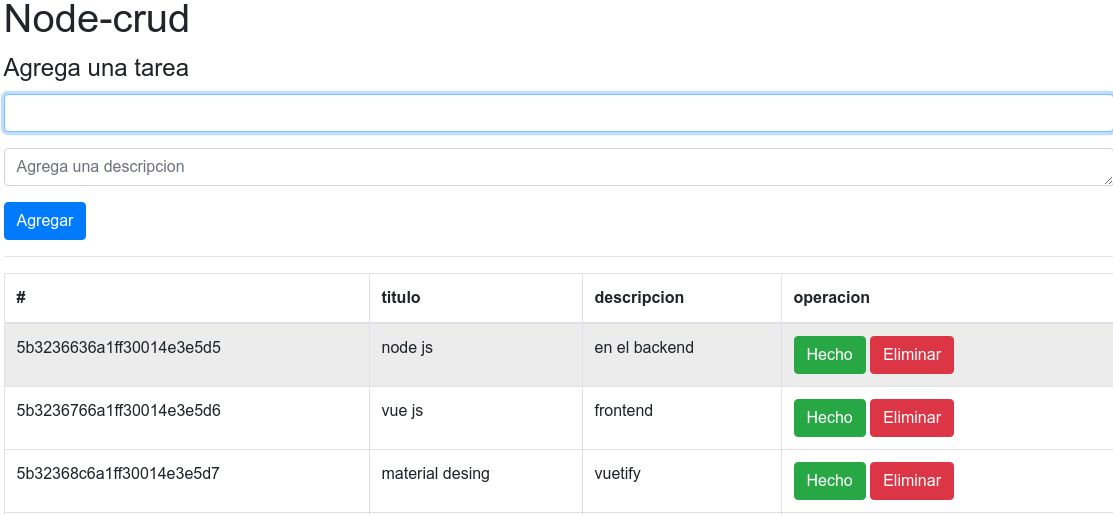 Node-crud
Agrega una tarea
Agrega una descripcion
Agregar
# titulo descripcion operacion
5b3236636a1ff30014e3e5d5 node js en el backend Hecho Eliminar
5b3236766a1ff30014e3e5d6 vue js frontend Hecho Eliminar
5b32368c6a1ff30014e3e5d7 material desing vuetify Hecho Eliminar